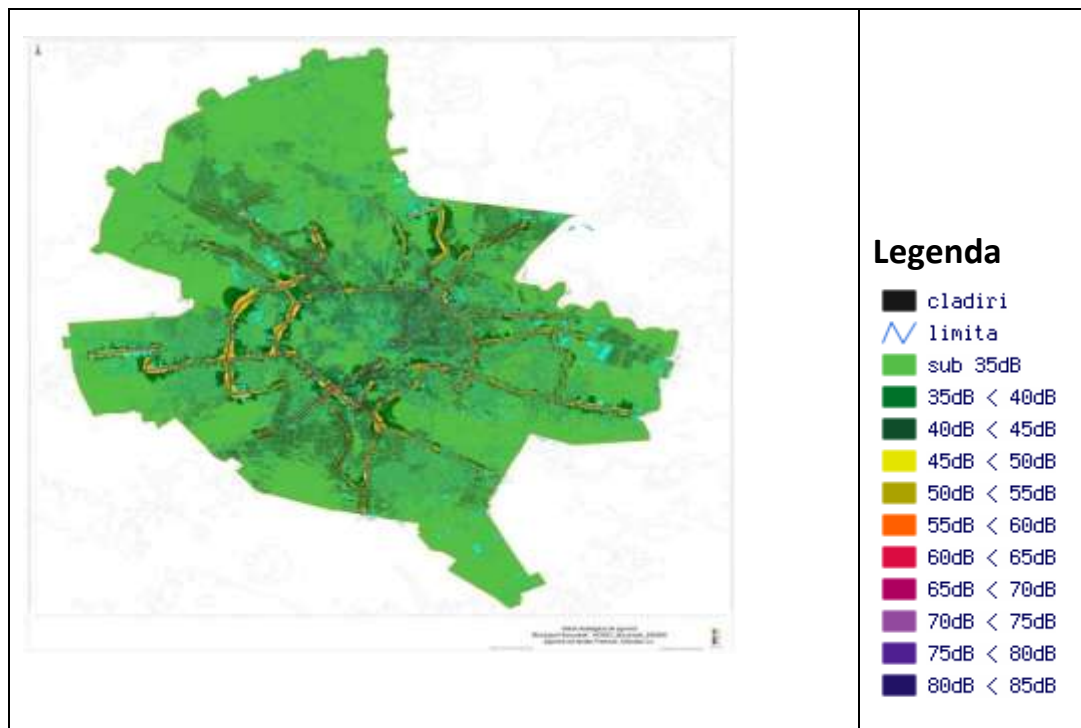 Legenda
cladiri
limita
sub 35dB
35dB < 40dB
40dB < 45dB
45dB < 50dB
50dB < 55dB
55dB < 60dB
60dB < 65dB
65dB < 70dB
70dB < 75dB
75dB < 80dB
80dB < 85dB